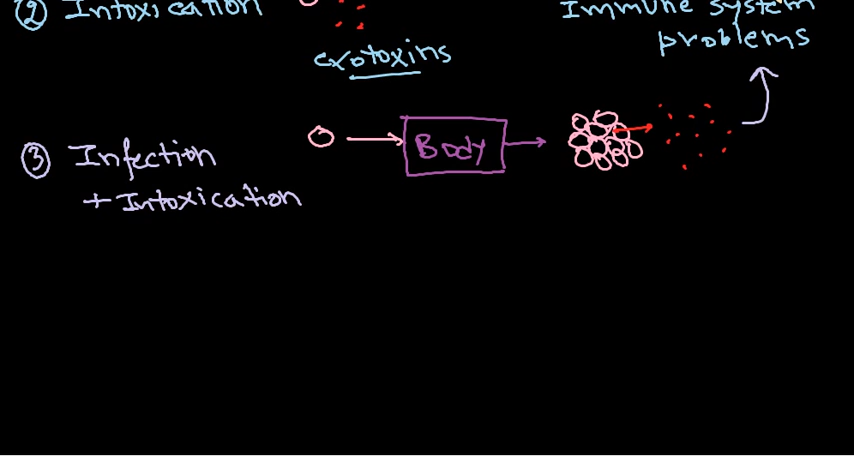 ② Intoxication
Immune system
problems
exotoxins
③ Infection
+ Intoxication
Body